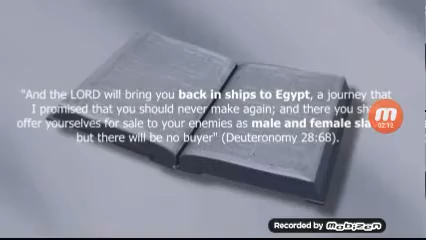 "And the LORD will bring you back in ships to Egypt, a journey that
I promised that you should never make again; and there you
offer yourselves for sale to your enemies as male and female
but there will be no buyer" (Deuteronomy 28:68).
02:12
Recorded by mobizen